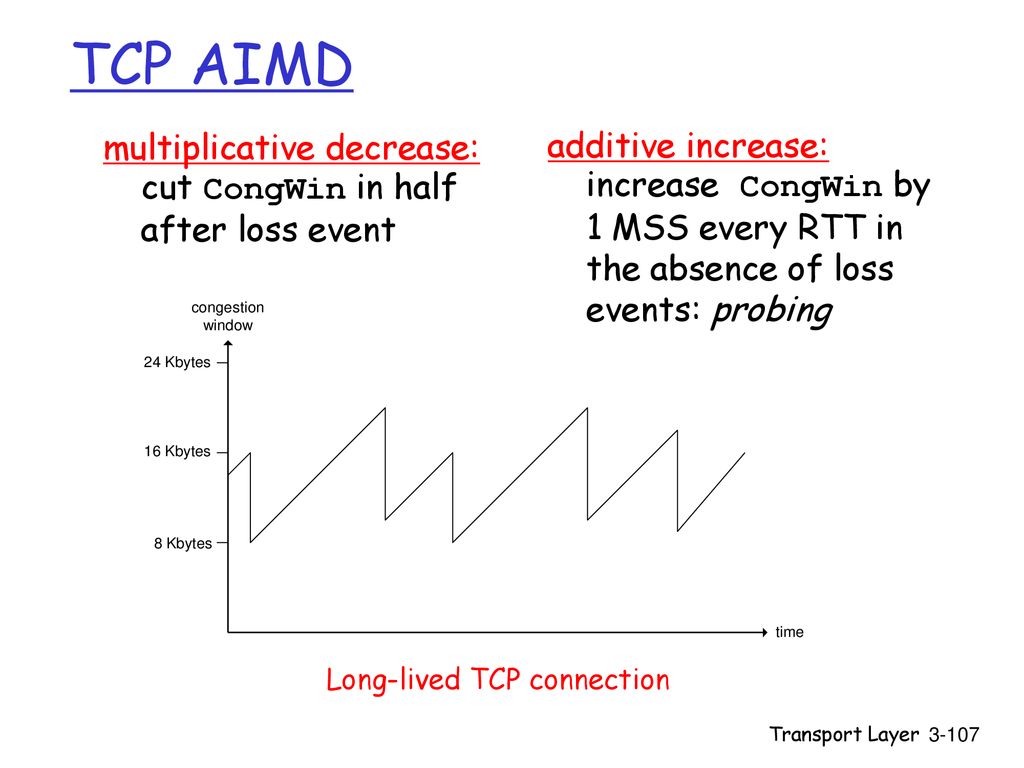 TCP AIMD
multiplicative decrease:
cut CongWin in half
after loss event
additive increase:
increase CongWin by
1 MSS every RTT in
the absence of loss
events: probing
congestion
window
24 Kbytes
16 Kbytes
8 Kbytes
time
Long-lived TCP connection
Transport Layer 3-107